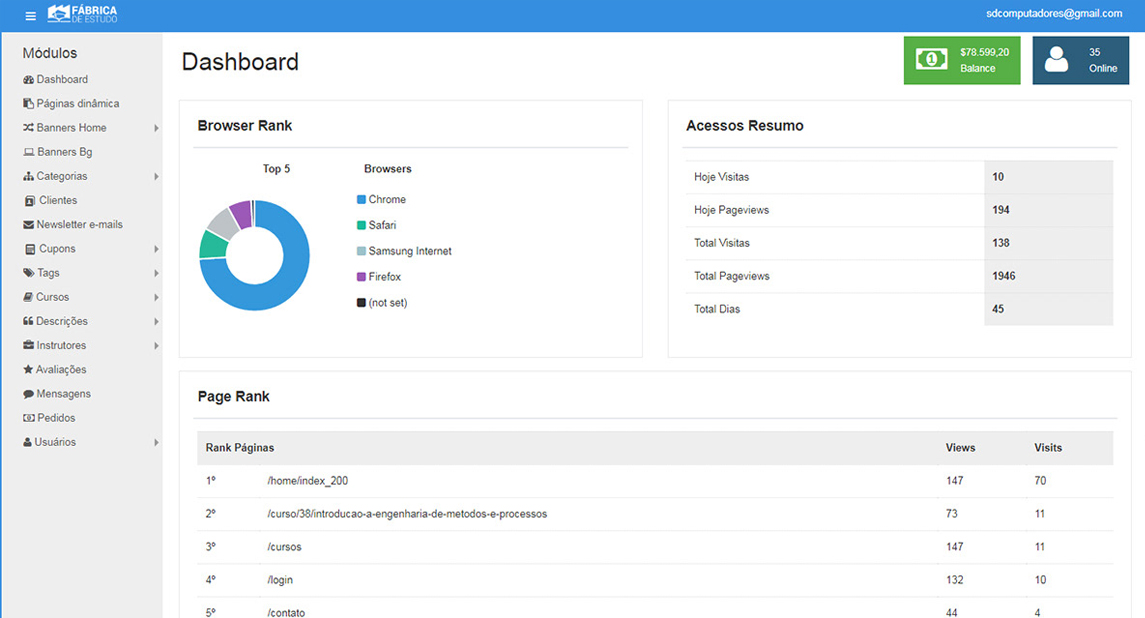 FÁBRICA
DE ESTUDO
sdcomputadores@gmail.com
Módulos
Dashboard
Páginas dinâmica
Banners Home
Banners Bg
Categorias
Clientes
Newsletter e-mails
Cupons
Tags
Cursos
Descrições
Instrutores
Avaliações
Mensagens
Pedidos
Usuários
Dashboard
1
$78.599,20
Balance
35
Online
Browser Rank
Top 5
Browsers
Chrome
Safari
Samsung Internet
Firefox
(not set)
Acessos Resumo
Hoje Visitas 10
Hoje Pageviews 194
Total Visitas 138
Total Pageviews 1946
Total Dias 45
Page Rank
Rank Páginas Views Visits
1º /home/index_200 147 70
2º /curso/38/introducao-a-engenharia-de-metodos-e-processos 73 11
3º /cursos 147 11
4º /login 132 10
5º /contato 44 4